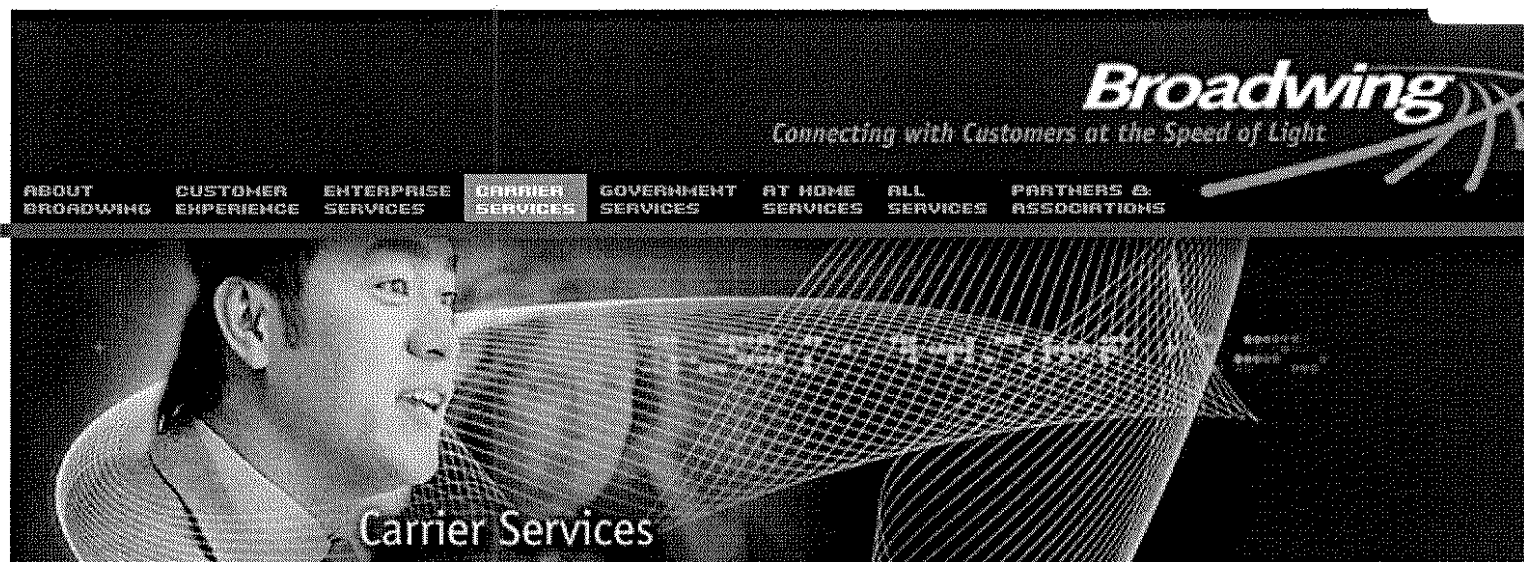 Broadwing
Connecting with Customers at the Speed of Light
ABOUT BROADWING
CUSTOMER EXPERIENCE
ENTERPRISE SERVICES
CARRIER SERVICES
GOVERNMENT SERVICES
AT HOME SERVICES
ALL SERVICES
PARTNERS & ASSOCIATIONS
Carrier Services